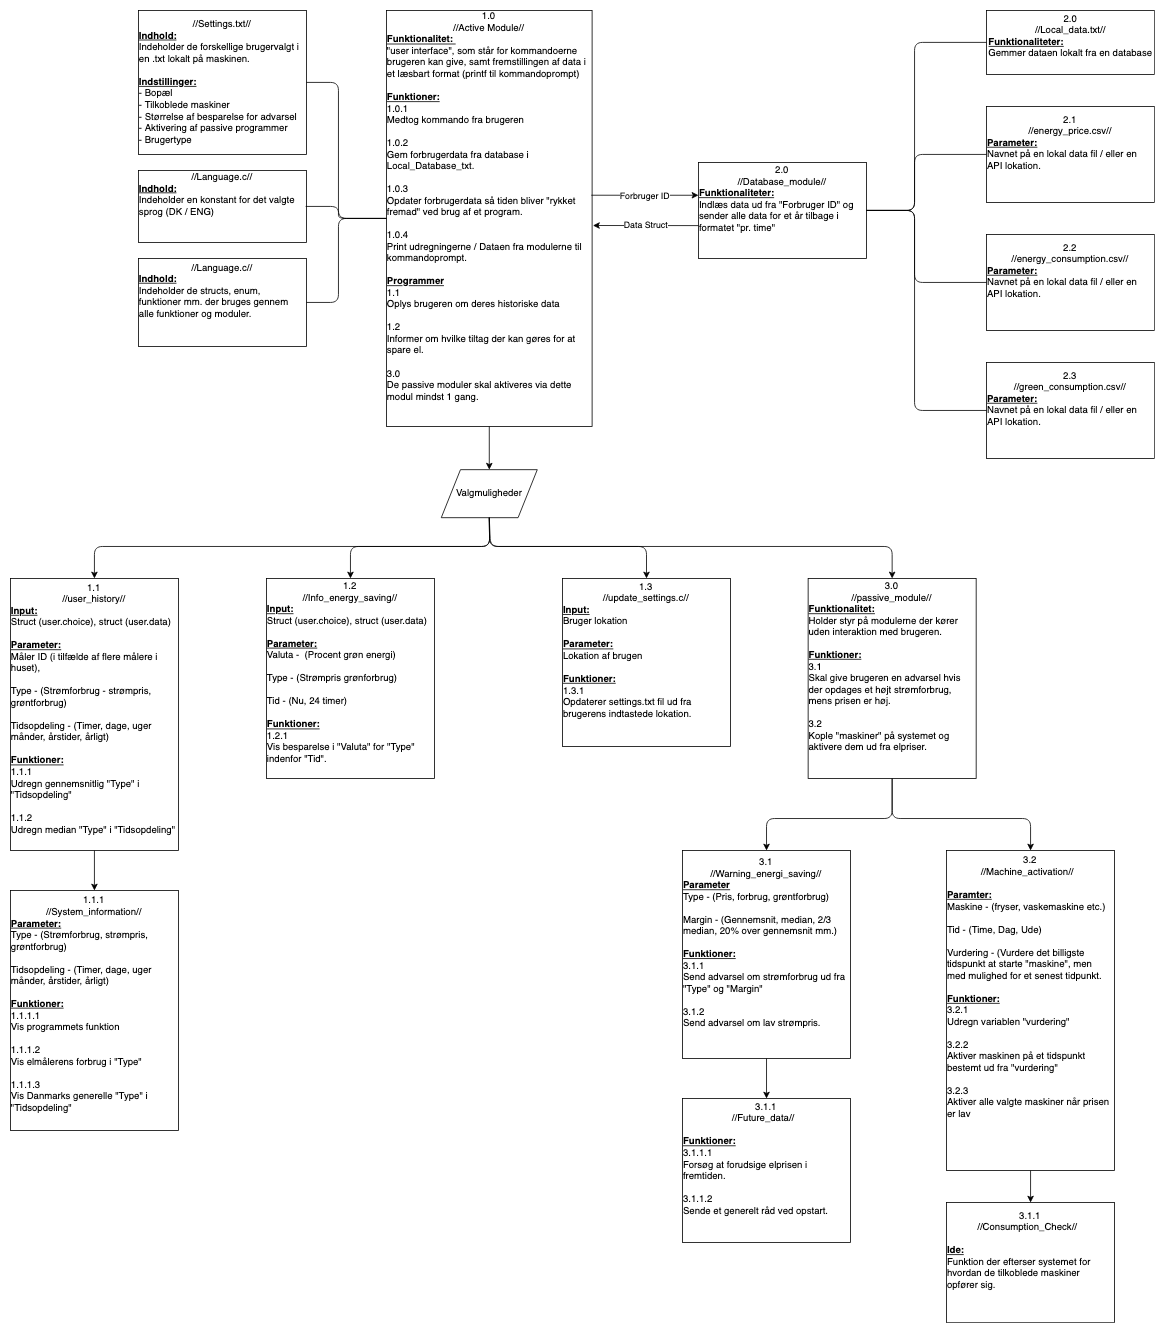 //Settings.txt//
Indhold:
Indeholder de forskellige brugervalgt i
en .txt lokalt på maskinen.
Indstillinger:
- Bopæl
- Tilkoblede maskiner
- Størrelse af besparelse for advarsel
- Aktivering af passive programmer
- Brugertype
//Language.c//
Indhold:
Indeholder en konstant for det valgte
sprog (DK / ENG)
//Language.c//
Indhold:
Indeholder de structs, enum,
funktioner mm. der bruges gennem
alle funktioner og moduler.
1.0
//Active Module//
Funktionalitet:
"user interface", som står for kommandoerne
brugeren kan give, samt fremstillingen af data i
et læsbart format (printf til kommandoprompt)
Funktioner:
1.0.1
Medtog kommando fra brugeren
1.0.2
Gem forbrugerdata fra database i
Local_Database_txt.
1.0.3
Opdater forbrugerdata så tiden bliver "rykket
fremad" ved brug af et program.
1.0.4
Print udregningerne / Dataen fra modulerne til
kommandoprompt.
Programmer
1.1
Oplys brugeren om deres historiske data
1.2
Informer om hvilke tiltag der kan gøres for at
spare el.
3.0
De passive moduler skal aktiveres via dette
modul mindst 1 gang.
Forbruger ID
Data Struct
2.0
//Database_module//
Funktionaliteter:
Indlæs data ud fra "Forbruger ID" og
sender alle data for et år tilbage i
formatet "pr. time"
2.0
//Local_data.txt//
Funktionaliteter:
Gemmer dataen lokalt fra en database
2.1
//energy_price.csv//
Parameter:
Navnet på en lokal data fil / eller en
API lokation.
2.2
//energy_consumption.csv//
Parameter:
Navnet på en lokal data fil / eller en
API lokation.
2.3
//green_consumption.csv//
Parameter:
Navnet på en lokal data fil / eller en
API lokation.
Valgmuligheder
1.1
//user_history//
Input:
Struct (user.choice), struct (user.data)
Parameter:
Måler ID (i tilfælde af flere målere i
huset),
Type - (Strømforbrug - strømpris,
grøntforbrug)
Tidsopdeling - (Timer, dage, uger
månder, årstider, årligt)
Funktioner:
1.1.1
Udregn gennemsnitlig "Type" i
"Tidsopdeling"
1.1.2
Udregn median "Type" i "Tidsopdeling"
1.1.1
//System_information//
Parameter:
Type - (Strømforbrug, strømpris,
grøntforbrug)
Tidsopdeling - (Timer, dage, uger
månder, årstider, årligt)
Funktioner:
1.1.1.1
Vis programmets funktion
1.1.1.2
Vis elmålerens forbrug i "Type"
1.1.1.3
Vis Danmarks generelle "Type" i
"Tidsopdeling"
1.2
//Info_energy_saving//
Input:
Struct (user.choice), struct (user.data)
Parameter:
Valuta - (Procent grøn energi)
Type - (Strømpris grønforbrug)
Tid - (Nu, 24 timer)
Funktioner:
1.2.1
Vis besparelse i "Valuta" for "Type"
indenfor "Tid".
1.3
//update_settings.c//
Input:
Bruger lokation
Parameter:
Lokation af brugen
Funktioner:
1.3.1
Opdaterer settings.txt fil ud fra
brugerens indtastede lokation.
3.0
//passive_module//
Funktionalitet:
Holder styr på modulerne der kører
uden interaktion med brugeren.
Funktioner:
3.1
Skal give brugeren en advarsel hvis
der opdages et højt strømforbrug,
mens prisen er høj.
3.2
Kople "maskiner" på systemet og
aktivere dem ud fra elpriser.
3.1
//Warning_energi_saving//
Parameter
Type - (Pris, forbrug, grøntforbrug)
Margin - (Gennemsnit, median, 2/3
median, 20% over gennemsnit mm.)
Funktioner:
3.1.1
Send advarsel om strømforbrug ud fra
"Type" og "Margin"
3.1.2
Send advarsel om lav strømpris.
3.1.1
//Future_data//
Funktioner:
3.1.1.1
Forsøg at forudsige elprisen i
fremtiden.
3.1.1.2
Sende et generelt råd ved opstart.
3.2
//Machine_activation//
Paramter:
Maskine - (fryser, vaskemaskine etc.)
Tid - (Time, Dag, Ude)
Vurdering - (Vurdere det billigste
tidspunkt at starte "maskine", men
med mulighed for et senest tidpunkt.
Funktioner:
3.2.1
Udregn variablen "vurdering"
3.2.2
Aktiver maskinen på et tidspunkt
bestemt ud fra "vurdering"
3.2.3
Aktiver alle valgte maskiner når prisen
er lav
3.1.1
//Consumption_Check//
Ide:
Funktion der efterser systemet for
hvordan de tilkoblede maskiner
opfører sig.